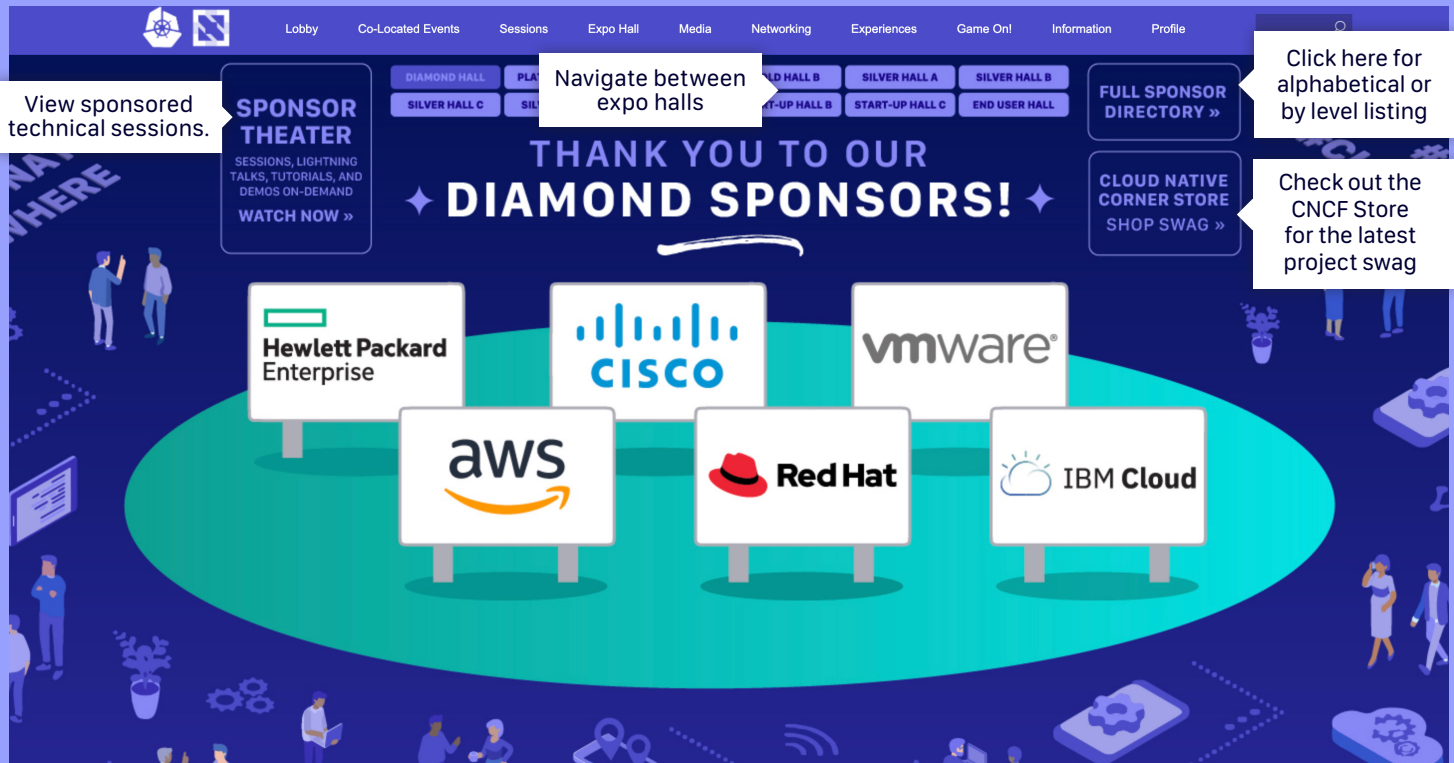 Lobby
Co-Located Events
Sessions
Expo Hall
Media
Networking
Experiences
Game On!
Information
Profile
View sponsored
technical sessions.
SPONSOR
THEATER
SESSIONS, LIGHTNING
TALKS, TUTORIALS, AND
DEMOS ON-DEMAND
WATCH NOW »
DIAMOND HALL
HALL B
SILVER HALL A
SILVER HALL B
SILVER HALL C
HALL B
START-UP HALL C
END USER HALL
Navigate between
expo halls
FULL SPONSOR
DIRECTORY »
Click here for
alphabetical or
by level listing
THANK YOU TO OUR
DIAMOND SPONSORS!
CLOUD NATIVE
CORNER STORE
SHOP SWAG »
Check out the
CNCF Store
for the latest
project swag
Hewlett Packard
Enterprise
CISCO
vmware®
aws
Red Hat
IBM Cloud